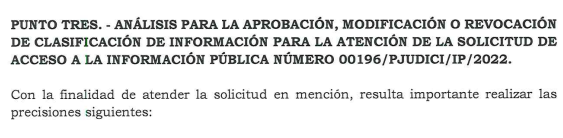 PUNTO TRES. - ANÁLISIS PARA LA APROBACIÓN, MODIFICACIÓN O REVOCACIÓN
DE CLASIFICACIÓN DE INFORMACIÓN PARA LA ATENCIÓN DE LA SOLICITUD DE
ACCESO A LA INFORMACIÓN PÚBLICA NÚMERO 00196/PJUDICI/IP/2022.
Con la finalidad de atender la solicitud en mención, resulta importante realizar las
precisiones siguientes: